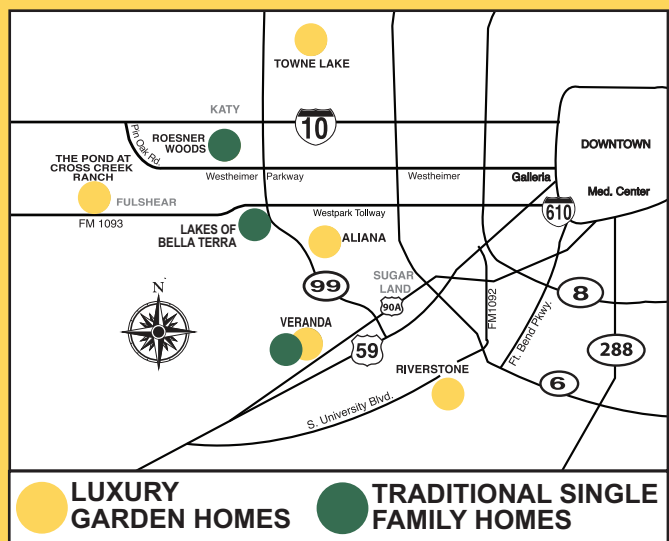 TOWNE LAKE
KATY
10
ROESNER
WOODS
Pin Oak Rd.
DOWNTOWN
THE POND AT
CROSS CREEK
RANCH
Westheimer Parkway
Westheimer
Galleria
Med. Center
FULSHEAR
FM 1093
Westpark Tollway
610
LAKES OF
BELLA TERRA
ALIANA
SUGAR
LAND
99
90A
8
N
FM1092
Ft. Bend Pkwy.
VERANDA
59
288
RIVERSTONE
6
S. University Blvd.
LUXURY
GARDEN HOMES
TRADITIONAL SINGLE
FAMILY HOMES